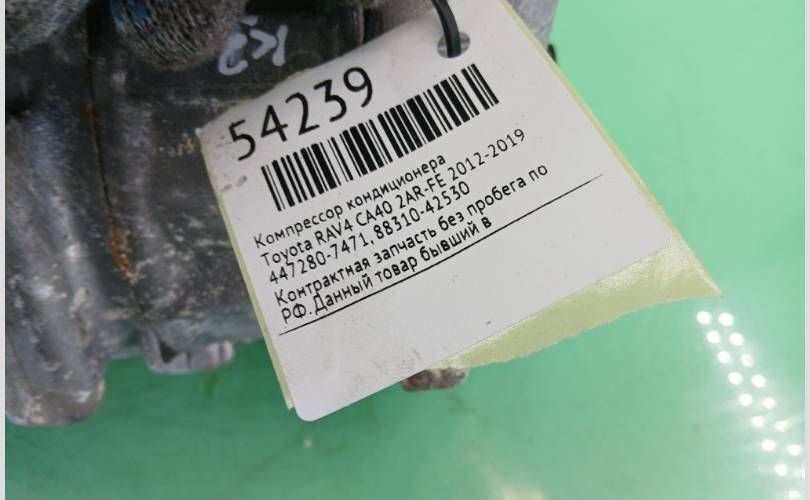 54239
Компрессор кондиционера
Toyota RAV4 CA40 2AR-FE 2012-2019
447280-7471, 88310-42530
Контрактная запчасть без пробега по
РФ.Данный товар бывший в